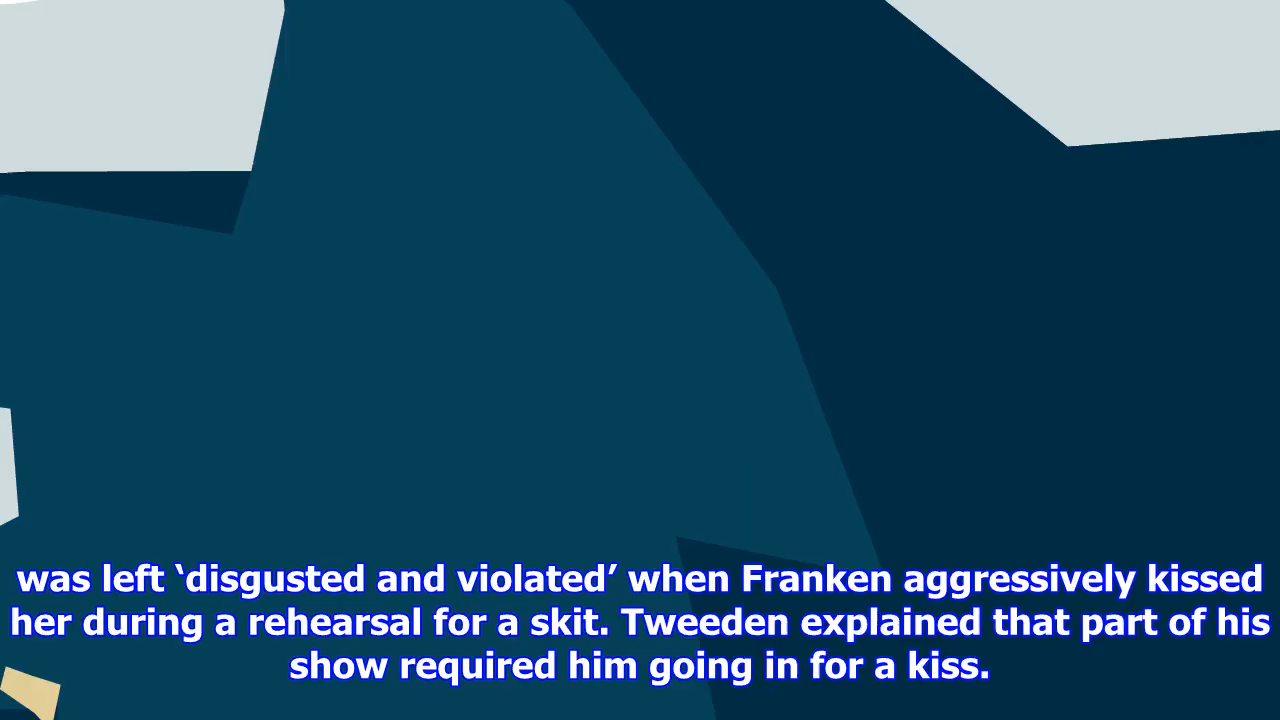 was left ‘disgusted and violated’ when Franken aggressively kissed
her during a rehearsal for a skit. Tweeden explained that part of his
show required him going in for a kiss.